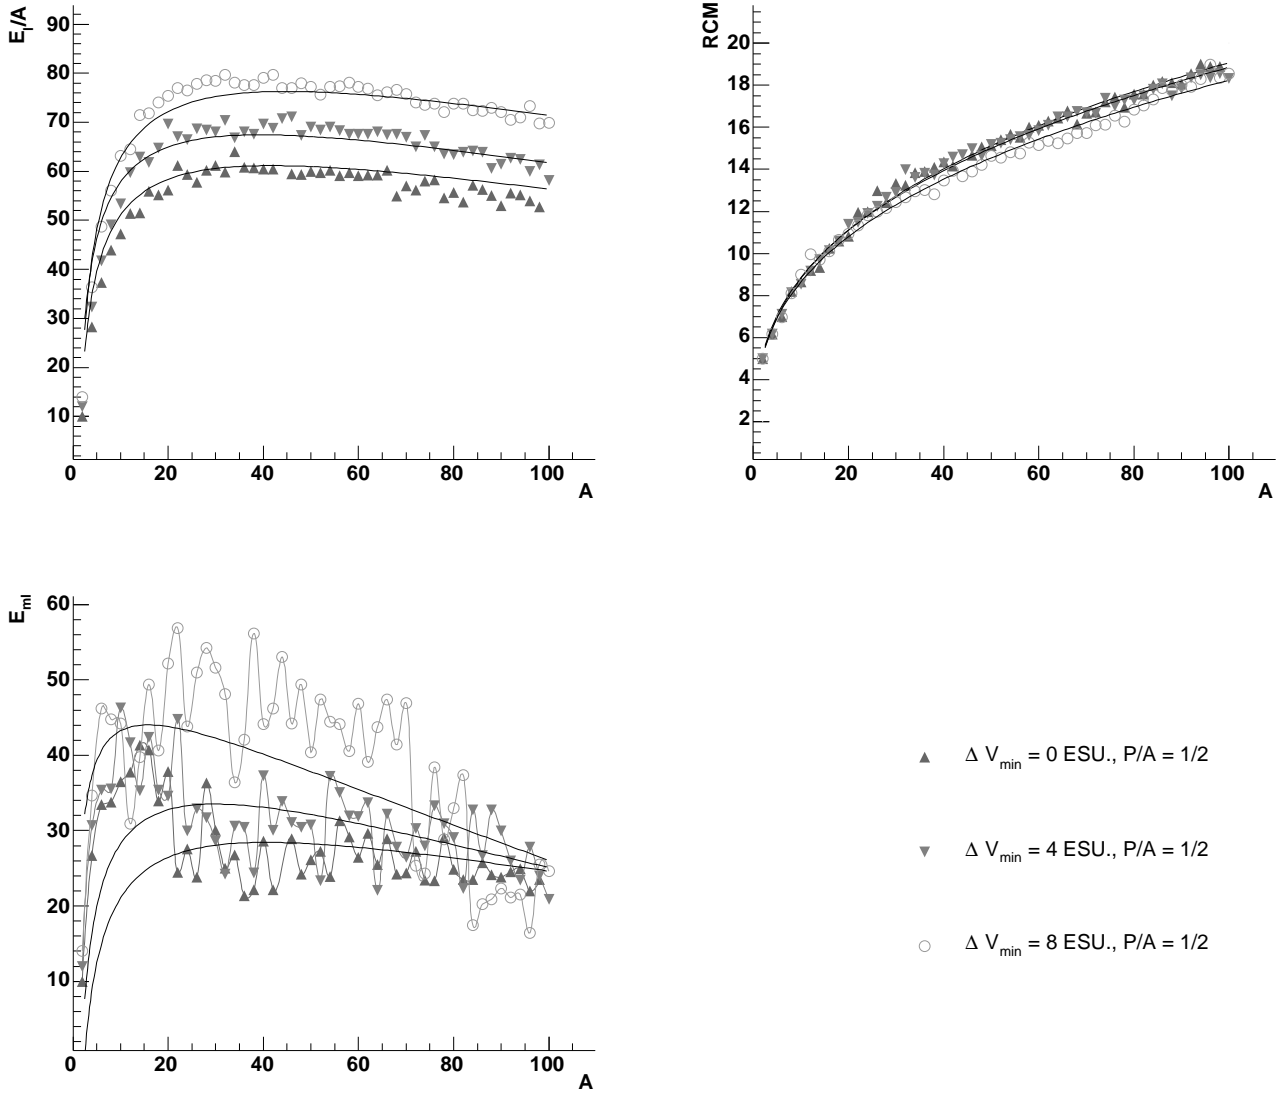 E_l/A
90
80
70
60
50
40
30
20
10
0 20 40 60 80 100
A
RCM
20
18
16
14
12
10
8
6
4
2
0 20 40 60 80 100
A
E_ml
60
50
40
30
20
10
0 20 40 60 80 100
A
Δ V_min = 0 ESU., P/A = 1/2
Δ V_min = 4 ESU., P/A = 1/2
Δ V_min = 8 ESU., P/A = 1/2